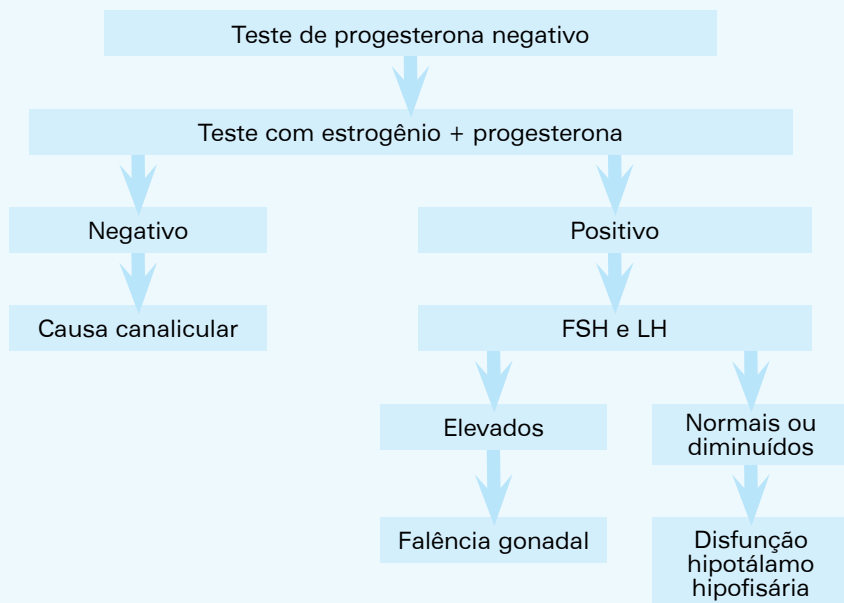 Teste de progesterona negativo
Teste com estrogênio + progesterona
Negativo
Positivo
Causa canalicular
FSH e LH
Elevados
Normais ou
diminuídos
Falência gonadal
Disfunção
hipotálamo
hipofisária